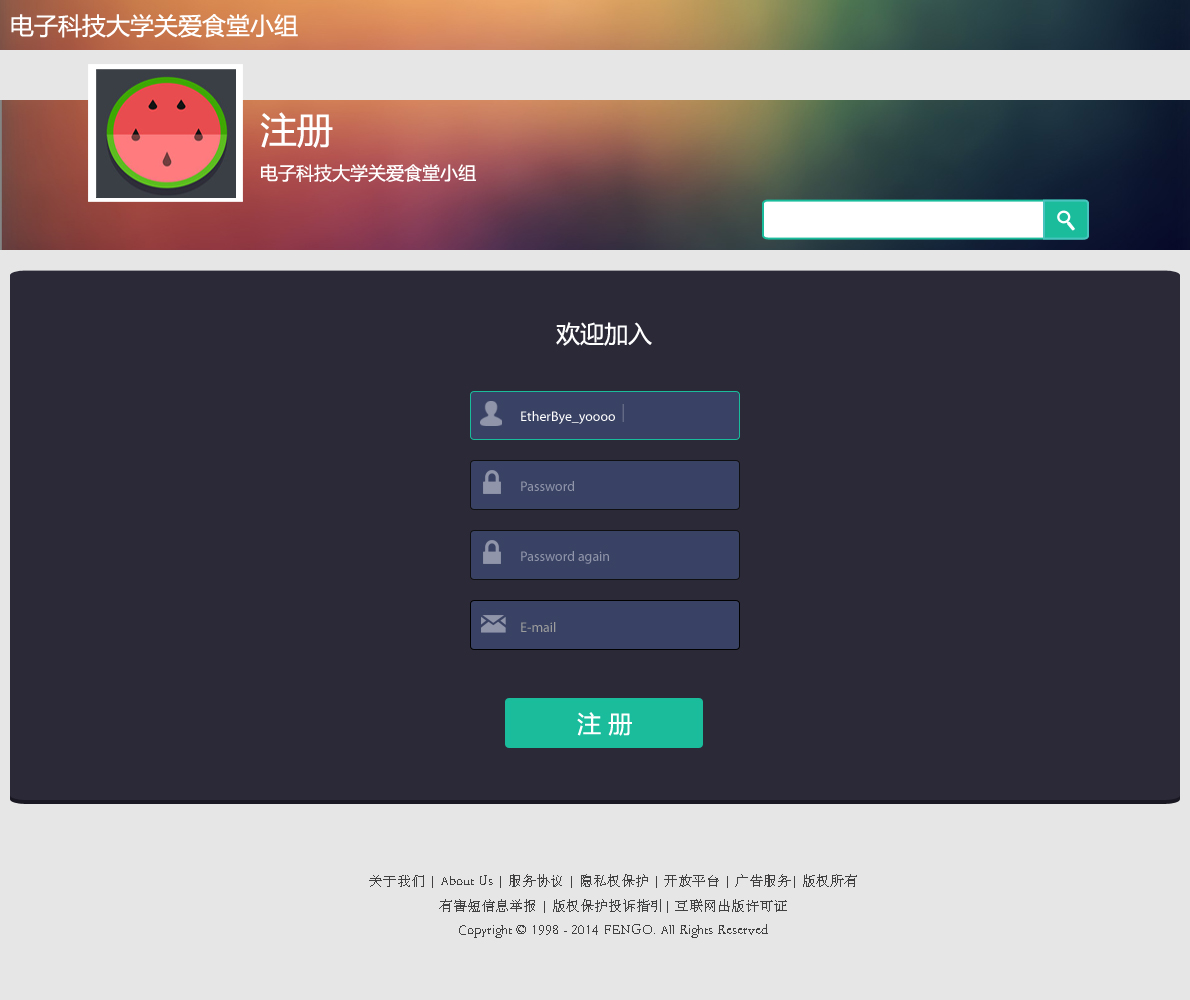 电子科技大学关爱食堂小组
注册
电子科技大学关爱食堂小组
欢迎加入
EtherBye_yoooo
Password
Password again
E-mail
注 册
关于我们 | About Us | 服务协议 | 隐私权保护 | 开放平台 | 广告服务| 版权所有
有害短信息举报 | 版权保护投诉指引| 互联网出版许可证
Copyright © 1998 - 2014 FENGO. All Rights Reserved